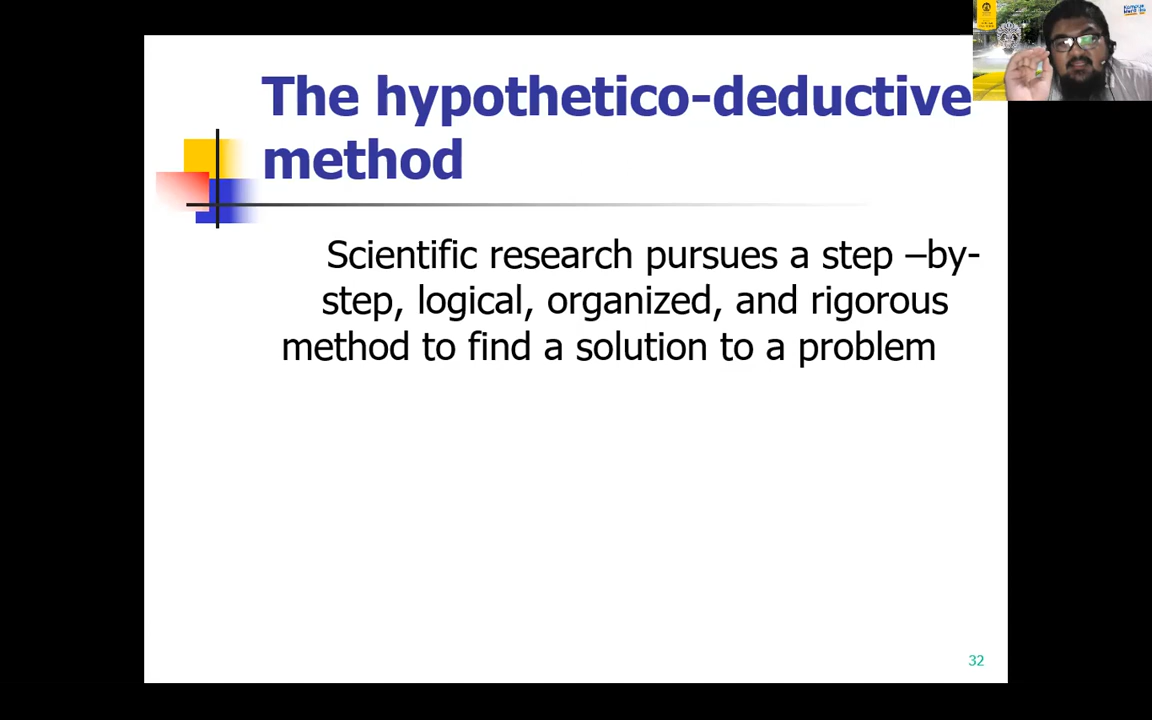 The hypothetico-deductive
method
Scientific research pursues a step –by-
step, logical, organized, and rigorous
method to find a solution to a problem
32